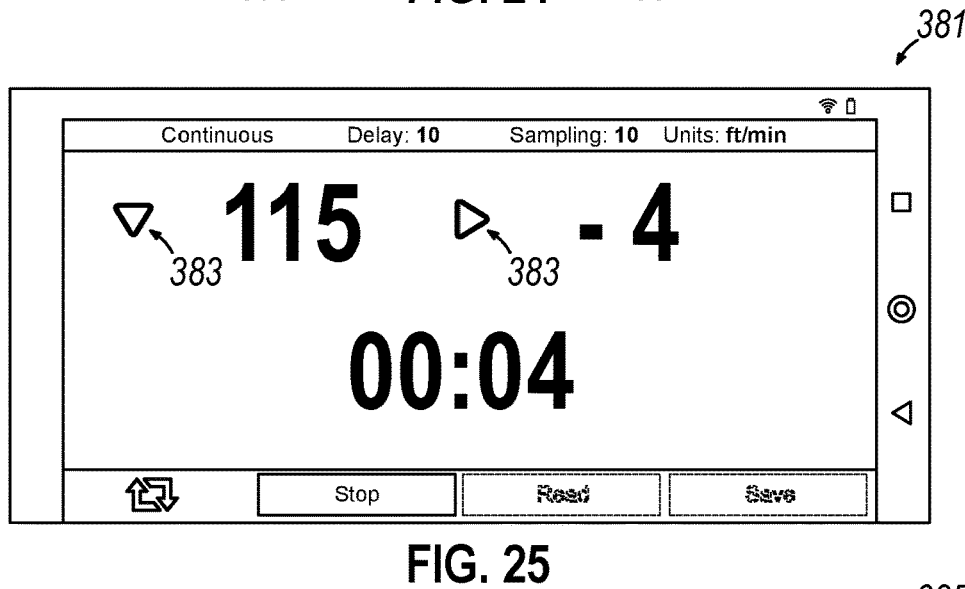 381
Continuous Delay: 10 Sampling: 10 Units: ft/min
115 - 4
383 383
00:04
Stop Read Save
FIG. 25